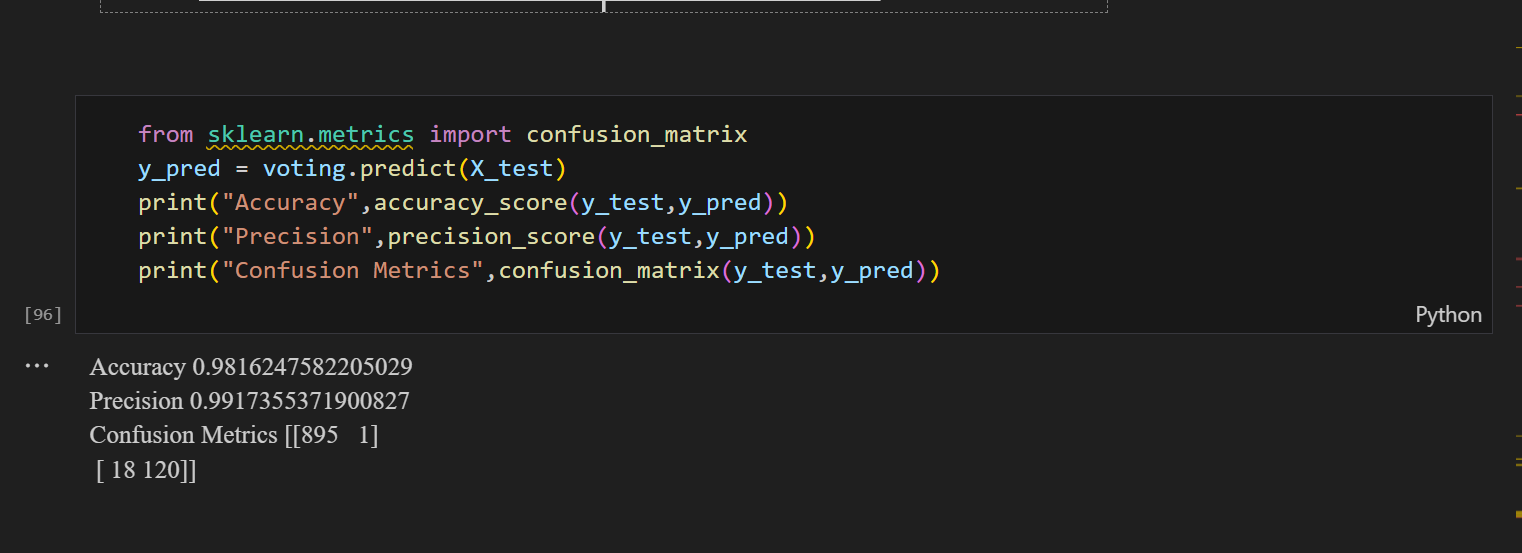 from sklearn.metrics import confusion_matrix
y_pred = voting.predict(X_test)
print("Accuracy",accuracy_score(y_test,y_pred))
print("Precision",precision_score(y_test,y_pred))
print("Confusion Metrics",confusion_matrix(y_test,y_pred))
[96]
Python
... Accuracy 0.9816247582205029
Precision 0.9917355371900827
Confusion Metrics [[895   1]
 [ 18 120]]